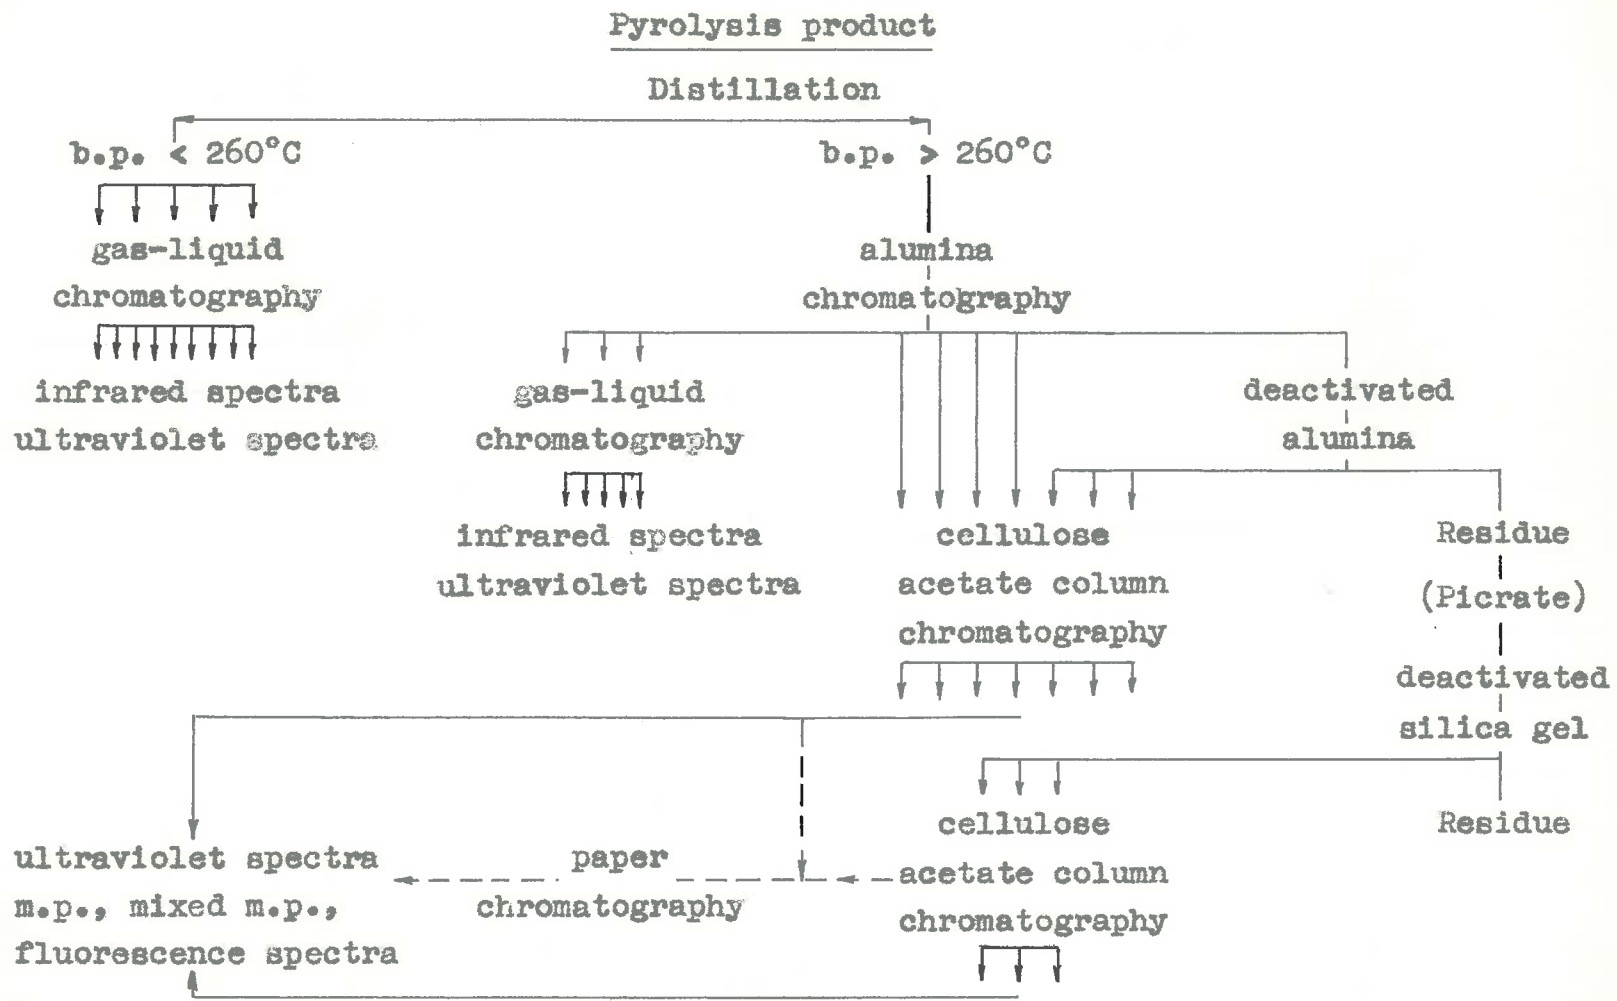 Pyrolysis product
Distillation
b.p. < 260°C
b.p. > 260°C
gas-liquid
chromatography
alumina
chromatography
infrared spectra
ultraviolet spectra
gas-liquid
chromatography
deactivated
alumina
infrared spectra
ultraviolet spectra
cellulose
acetate column
chromatography
Residue
(Picrate)
deactivated
silica gel
cellulose
acetate column
chromatography
Residue
paper
chromatography
ultraviolet spectra
m.p., mixed m.p.,
fluorescence spectra